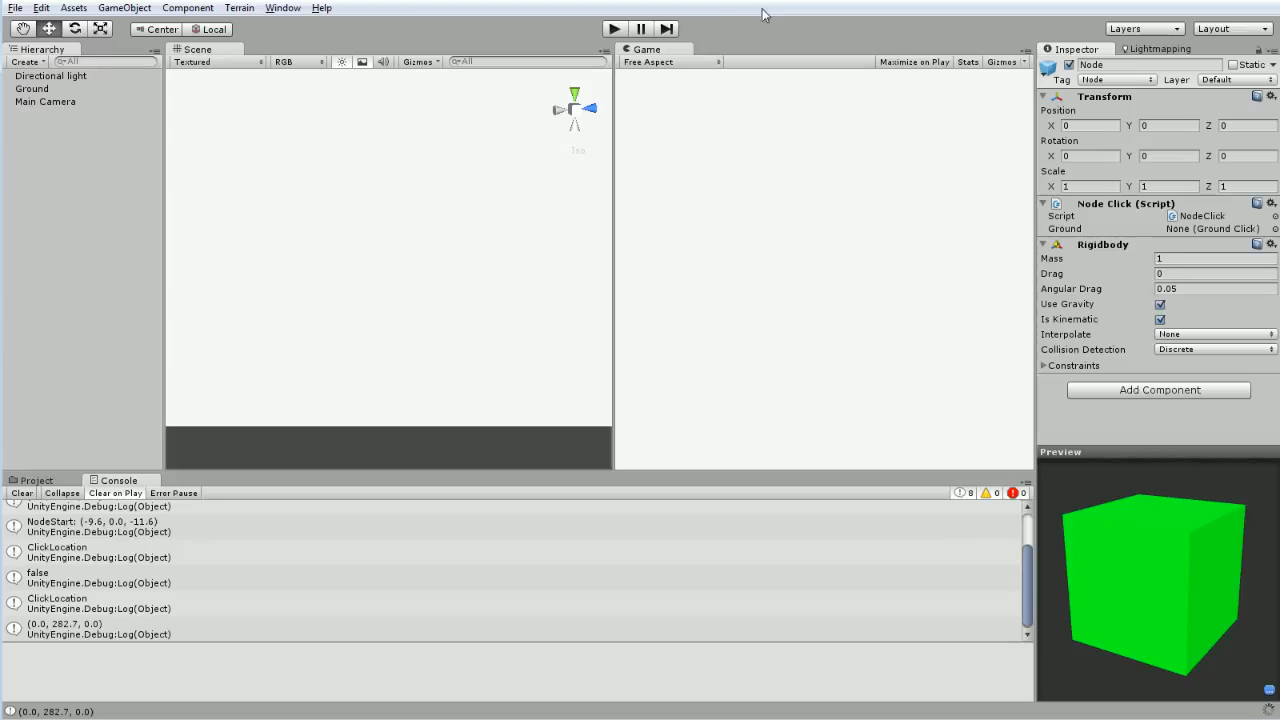 File Edit Assets GameObject Component Terrain Window Help
Center Local Layers Layout
Hierarchy Scene Game Inspector Lightmapping
Create All Textured RGB Gizmos All Free Aspect Maximize on Play Stats Gizmos Node Static
Directional light
Ground
Main Camera
Iso
Tag Node Layer Default
Transform
Position
X 0 Y 0 Z 0
Rotation
X 0 Y 0 Z 0
Scale
X 1 Y 1 Z 1
Node Click (Script)
Script NodeClick
Ground None (Ground Click)
Rigidbody
Mass 1
Drag 0
Angular Drag 0.05
Use Gravity
Is Kinematic
Interpolate None
Collision Detection Discrete
Constraints
Add Component
Preview
Project Console
Clear Collapse Clear on Play Error Pause 8 0 0
UnityEngine.Debug:Log(Object)
NodeStart: (-9.6, 0.0, -11.6)
UnityEngine.Debug:Log(Object)
ClickLocation
UnityEngine.Debug:Log(Object)
false
UnityEngine.Debug:Log(Object)
ClickLocation
UnityEngine.Debug:Log(Object)
(0.0, 282.7, 0.0)
UnityEngine.Debug:Log(Object)
(0.0, 282.7, 0.0)